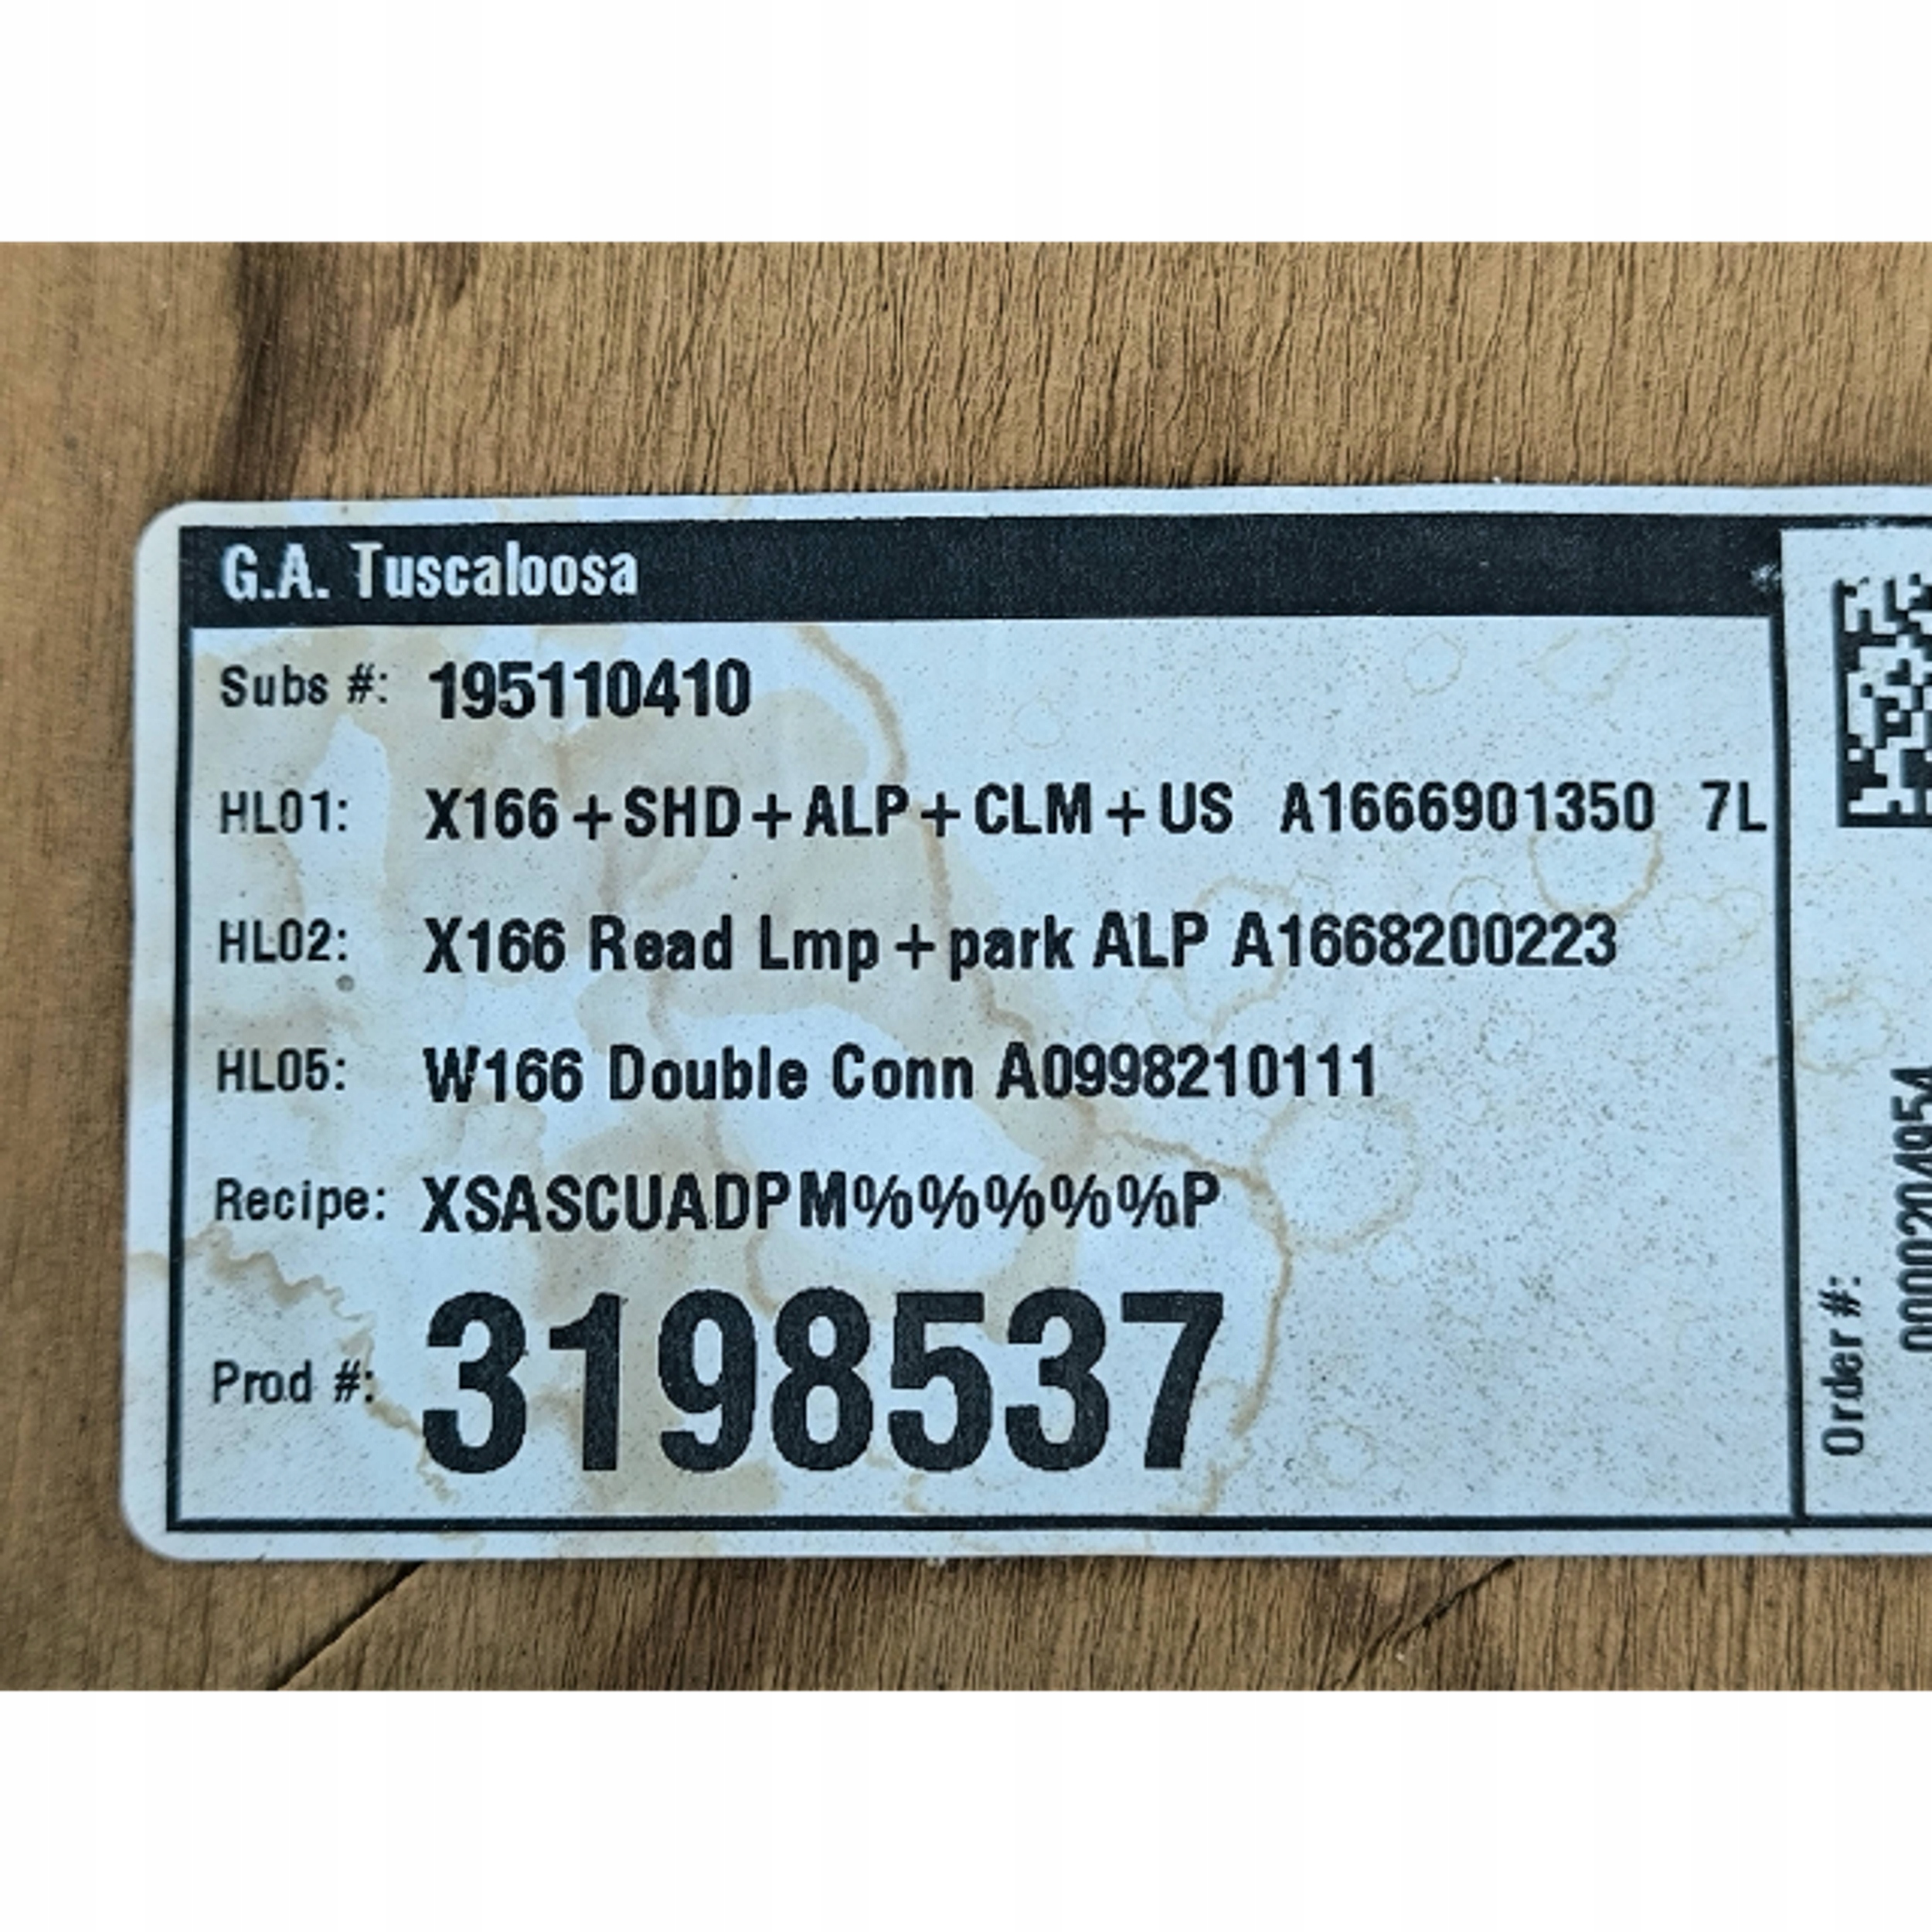 G.A. Tuscaloosa
Subs #: 195110410
HL01: X166+SHD+ALP+CLM+US A1666901350 7L
HL02: X166 Read Lmp+park ALP A1668200223
HL05: W166 Double Conn A0998210111
Recipe: XSASCUADPM%%%%%P
Prod #: 3198537
Order #: